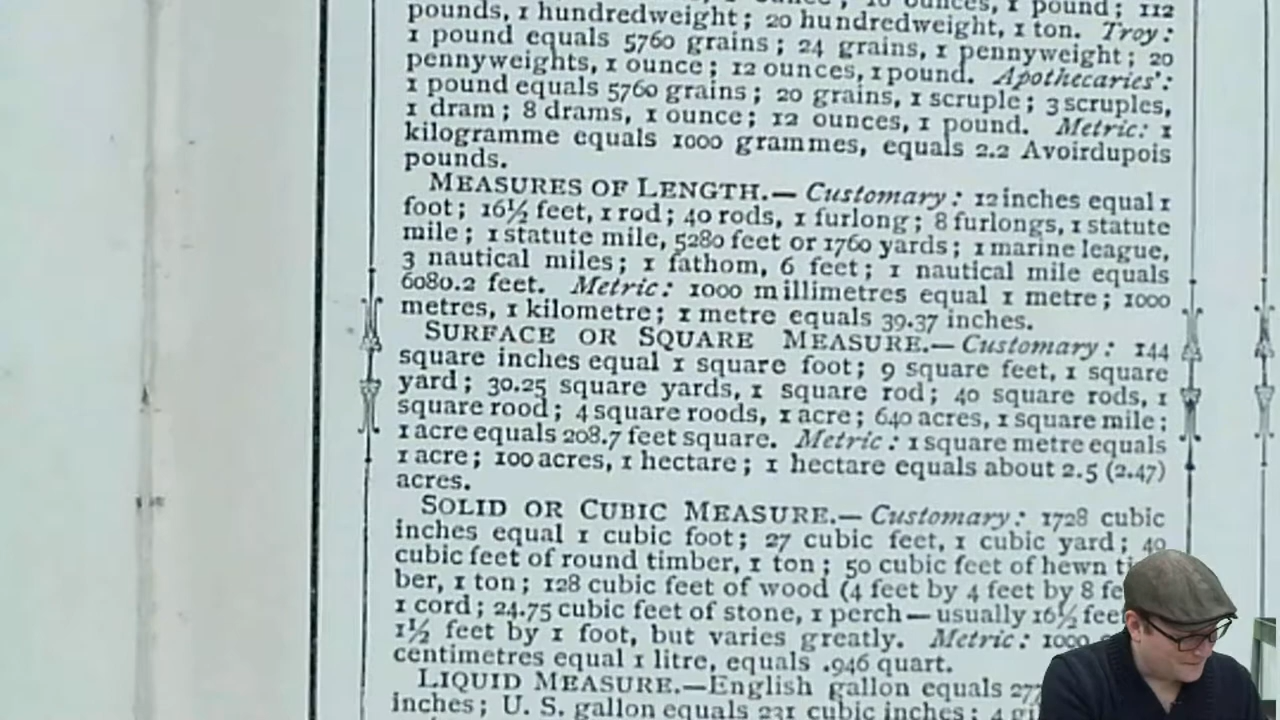 ounces, 1 pound; 112
pounds, 1 hundredweight; 20 hundredweight, 1 ton. Troy:
1 pound equals 5760 grains; 24 grains, 1 pennyweight; 20
pennyweights, 1 ounce; 12 ounces, 1 pound. Apothecaries':
1 pound equals 5760 grains; 20 grains, 1 scruple; 3 scruples,
1 dram; 8 drams, 1 ounce; 12 ounces, 1 pound. Metric: 1
kilogramme equals 1000 grammes, equals 2.2 Avoirdupois
pounds.
MEASURES OF LENGTH.— Customary: 12 inches equal 1
foot; 16½ feet, 1 rod; 40 rods, 1 furlong; 8 furlongs, 1 statute
mile; 1 statute mile, 5280 feet or 1760 yards; 1 marine league,
3 nautical miles; 1 fathom, 6 feet; 1 nautical mile equals
6080.2 feet. Metric: 1000 millimetres equal 1 metre; 1000
metres, 1 kilometre; 1 metre equals 39.37 inches.
SURFACE OR SQUARE MEASURE.— Customary: 144
square inches equal 1 square foot; 9 square feet, 1 square
yard; 30.25 square yards, 1 square rod; 40 square rods, 1
square rood; 4 square roods, 1 acre; 640 acres, 1 square mile;
1 acre equals 208.7 feet square. Metric: 1 square metre equals
1 acre; 100 acres, 1 hectare; 1 hectare equals about 2.5 (2.47)
acres.
SOLID OR CUBIC MEASURE.— Customary: 1728 cubic
inches equal 1 cubic foot; 27 cubic feet, 1 cubic yard; 40
cubic feet of round timber, 1 ton; 50 cubic feet of hewn
ber, 1 ton; 128 cubic feet of wood (4 feet by 4 feet by 8
1 cord; 24.75 cubic feet of stone, 1 perch—usually 16½
1½ feet by 1 foot, but varies greatly. Metric: 1000
centimetres equal 1 litre, equals .946 quart.
LIQUID MEASURE.—English gallon equals
inches; U. S. gallon equals 231 cubic inches; 4